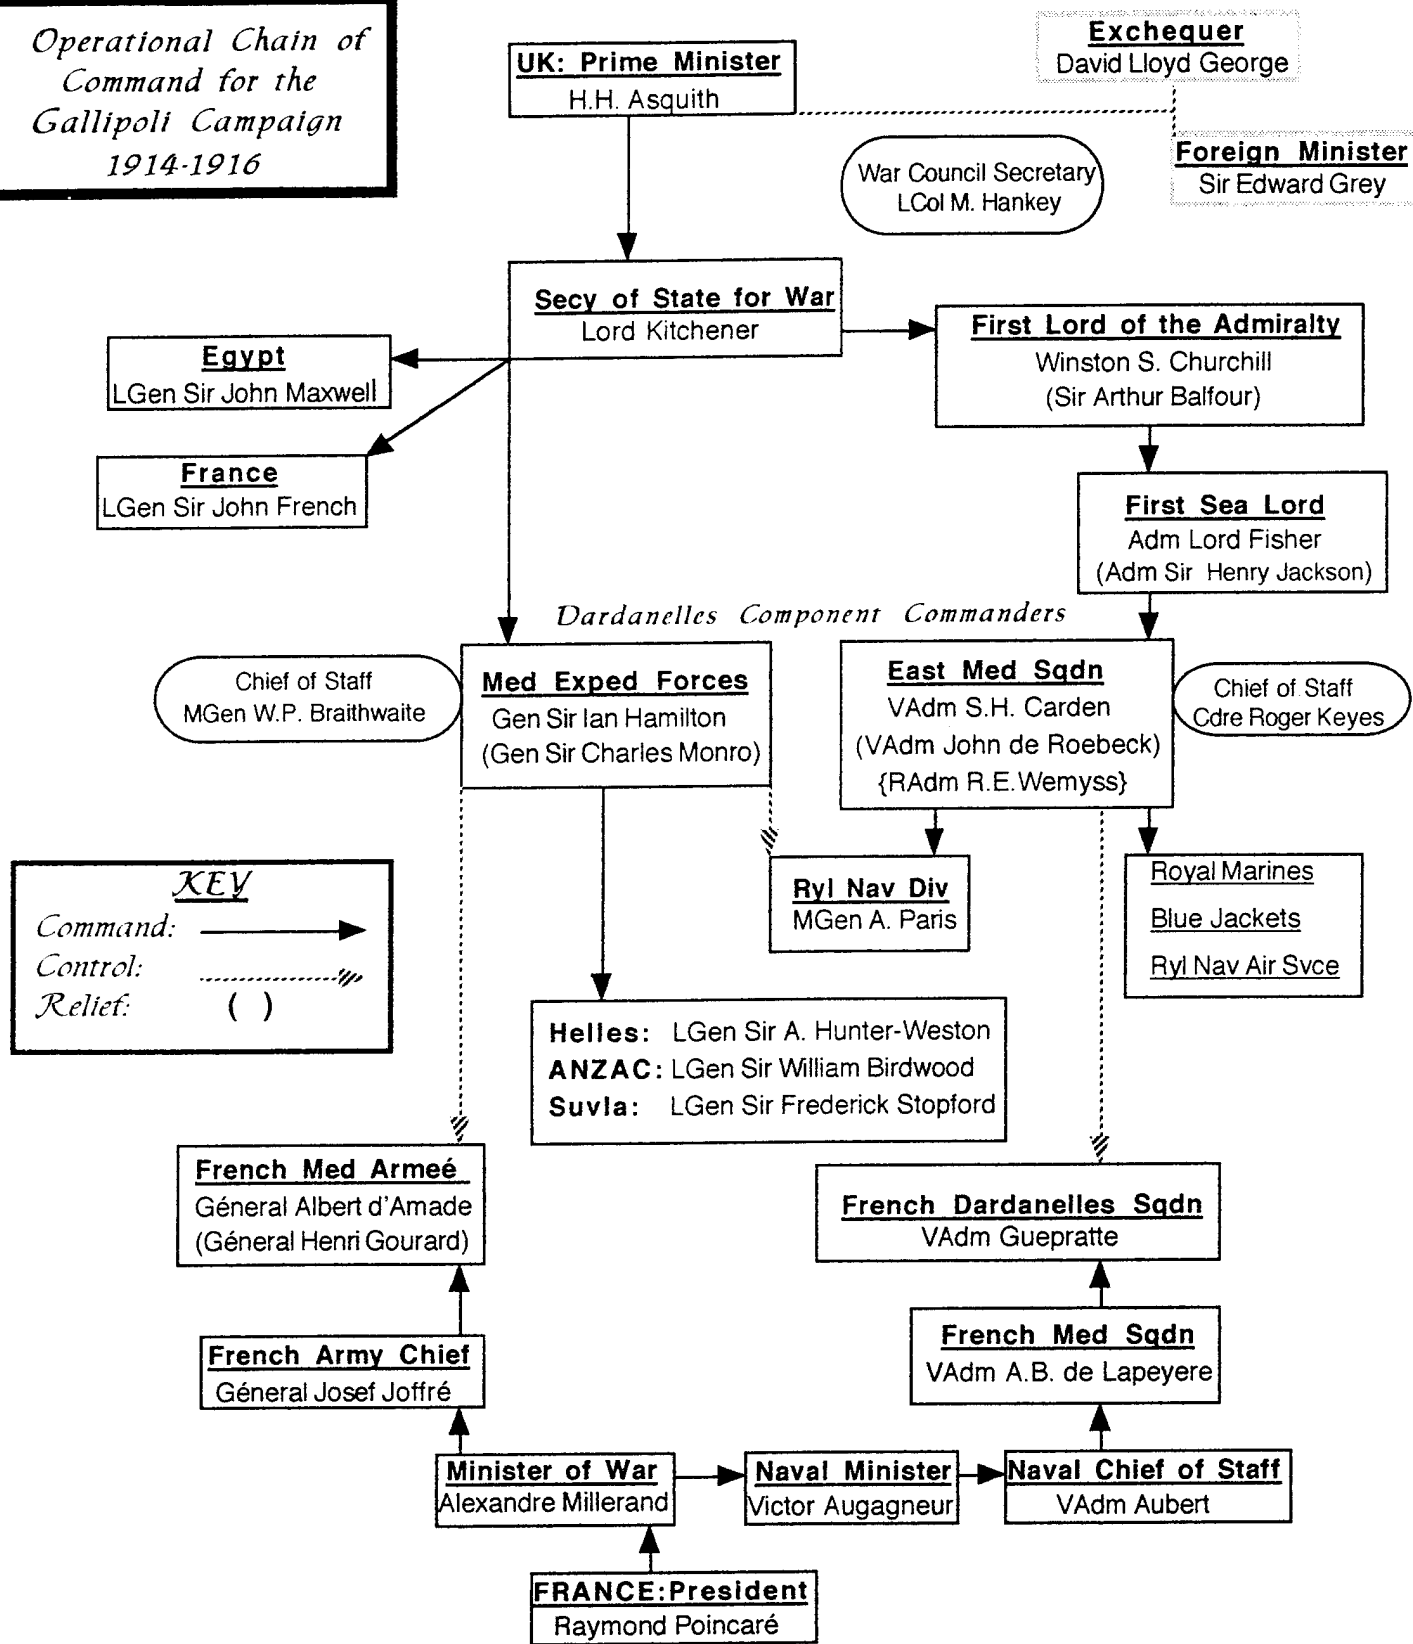 Operational Chain of
Command for the
Gallipoli Campaign
1914-1916
UK: Prime Minister
H.H. Asquith
Exchequer
David Lloyd George
Foreign Minister
Sir Edward Grey
War Council Secretary
LCol M. Hankey
Secy of State for War
Lord Kitchener
First Lord of the Admiralty
Winston S. Churchill
(Sir Arthur Balfour)
Egypt
LGen Sir John Maxwell
France
LGen Sir John French
First Sea Lord
Adm Lord Fisher
(Adm Sir Henry Jackson)
Dardanelles Component Commanders
Chief of Staff
MGen W.P. Braithwaite
Med Exped Forces
Gen Sir Ian Hamilton
(Gen Sir Charles Monro)
East Med Sqdn
VAdm S.H. Carden
(VAdm John de Roebeck)
{RAdm R.E.Wemyss}
Chief of Staff
Cdre Roger Keyes
KEY
Command:
Control:
Relief: ( )
Ryl Nav Div
MGen A. Paris
Royal Marines
Blue Jackets
Ryl Nav Air Svce
Helles: LGen Sir A. Hunter-Weston
ANZAC: LGen Sir William Birdwood
Suvla: LGen Sir Frederick Stopford
French Med Armeé
Géneral Albert d'Amade
(Géneral Henri Gourard)
French Dardanelles Sqdn
VAdm Guepratte
French Army Chief
Géneral Josef Joffré
French Med Sqdn
VAdm A.B. de Lapeyere
Minister of War
Alexandre Millerand
Naval Minister
Victor Augagneur
Naval Chief of Staff
VAdm Aubert
FRANCE:President
Raymond Poincaré